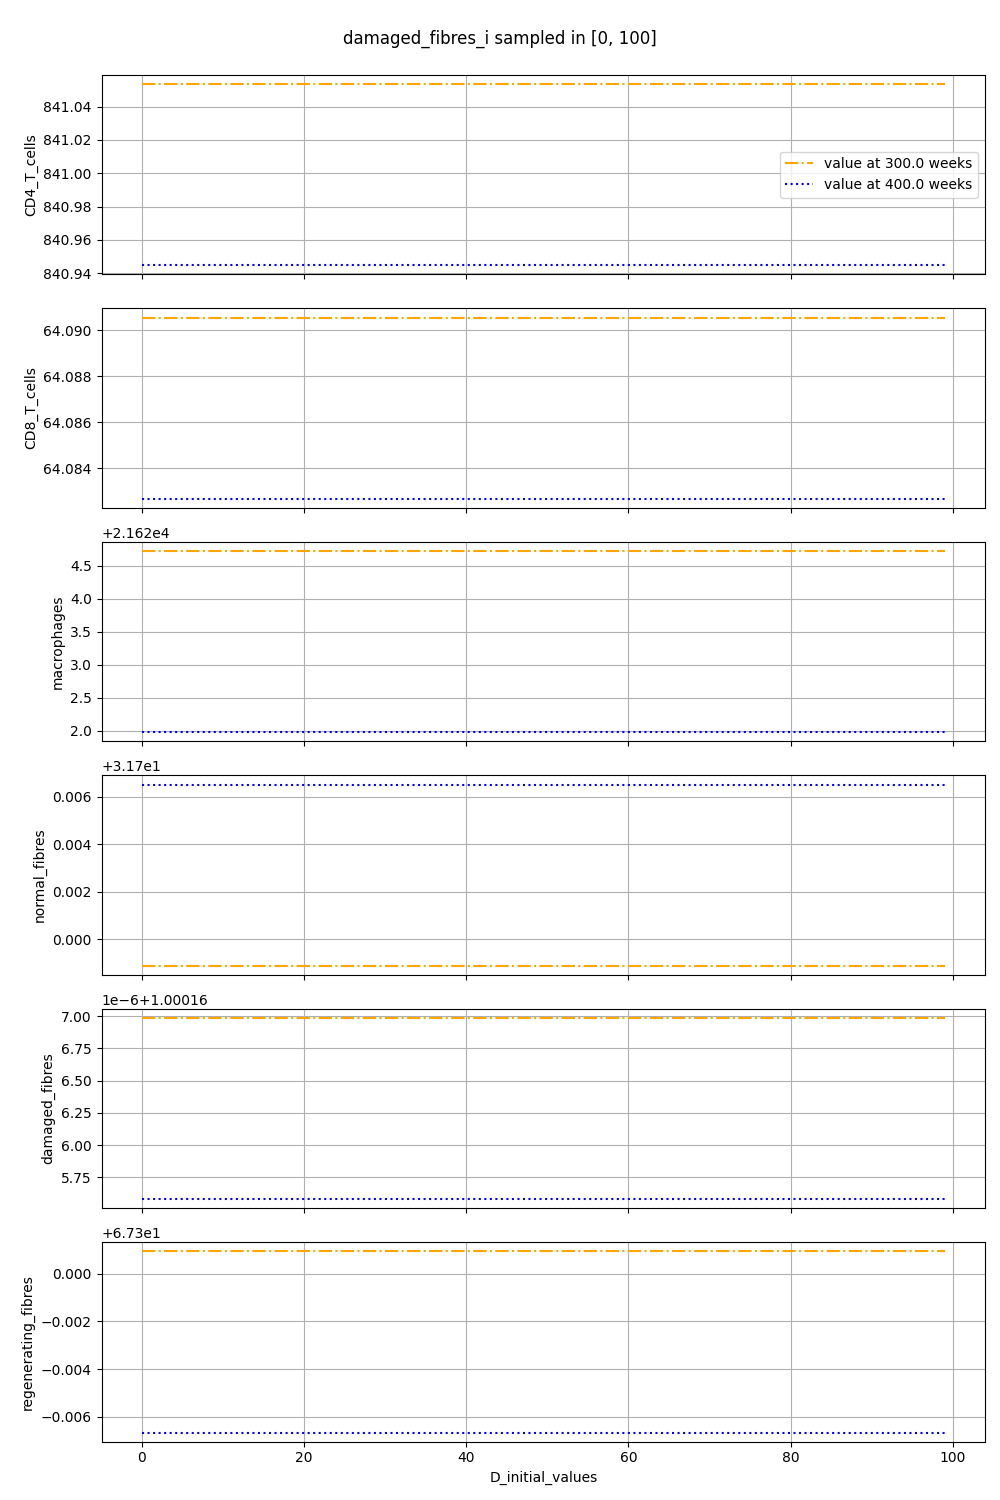 damaged_fibres_i sampled in [0, 100]
841.04
841.02
841.00
840.98
840.96
840.94
CD4_T_cells
value at 300.0 weeks
value at 400.0 weeks
64.090
64.088
64.086
64.084
CD8_T_cells
+2.162e4
4.5
4.0
3.5
3.0
2.5
2.0
macrophages
+3.17e1
0.006
0.004
0.002
0.000
normal_fibres
1e−6+1.00016
7.00
6.75
6.50
6.25
6.00
5.75
damaged_fibres
+6.73e1
0.000
−0.002
−0.004
−0.006
regenerating_fibres
0 20 40 60 80 100
D_initial_values